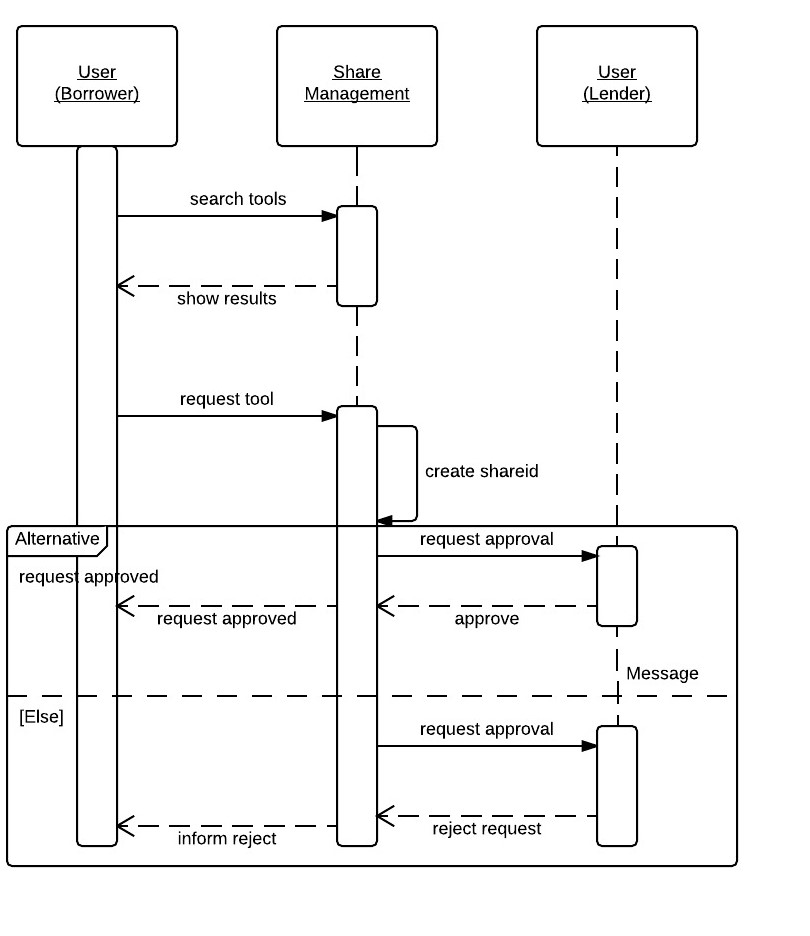 User
(Borrower)
Share
Management
User
(Lender)
search tools
show results
request tool
create shareid
Alternative
request approval
request approved
request approved
approve
Message
[Else]
request approval
reject request
inform reject